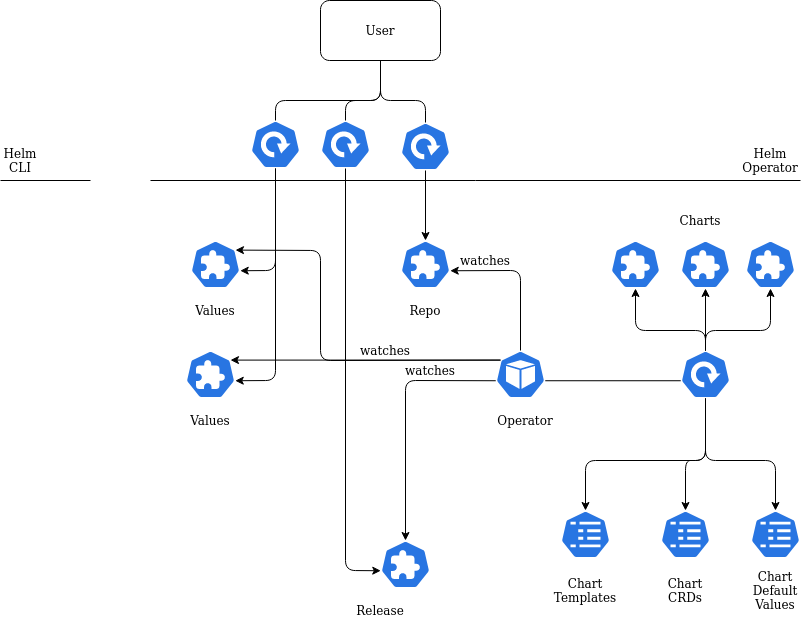 User
Helm
CLI
Helm
Operator
Charts
watches
Values
Repo
watches
watches
Values
Operator
Chart
Templates
Chart
CRDs
Chart
Default
Values
Release